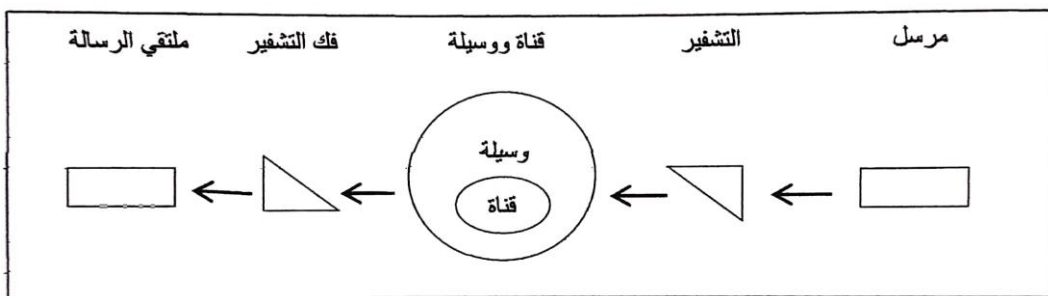 مرسل
التشفير
قناة ووسيلة
فك التشفير
ملتقي الرسالة
وسيلة
قناة